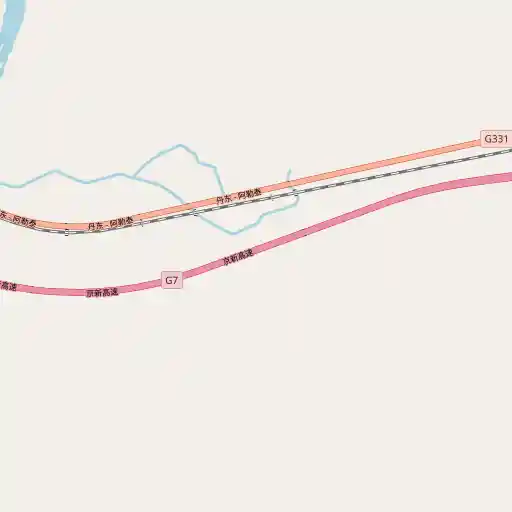 G331
丹东 - 阿勒泰
东 - 阿勒泰
丹东 - 阿勒泰
京新高速
G7
高速
京新高速